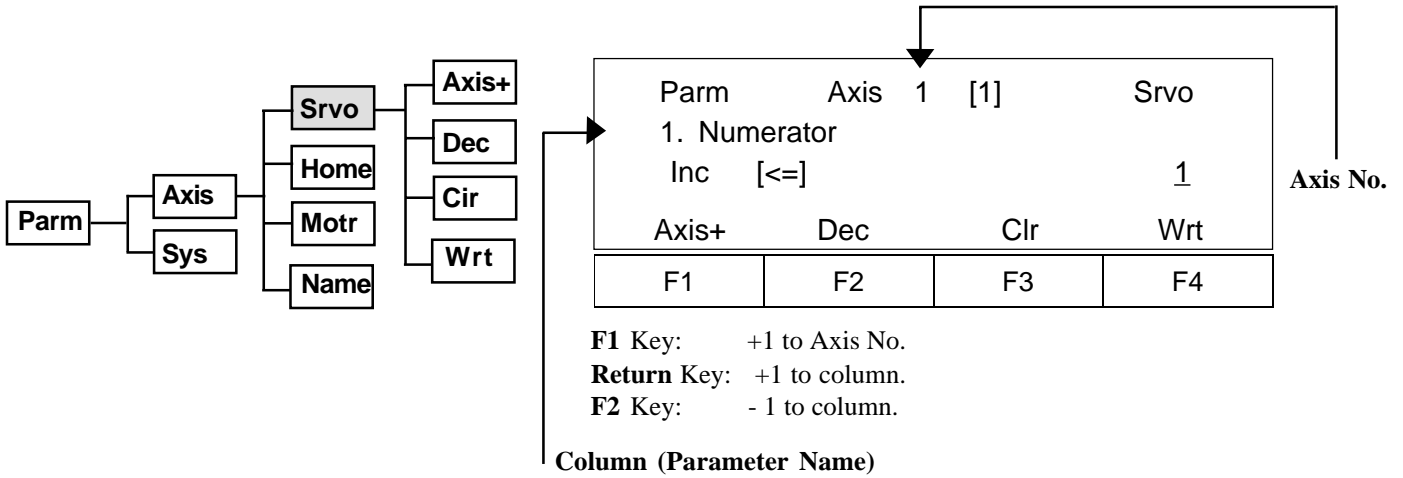 Parm
Axis
Sys
Srvo
Home
Motr
Name
Axis+
Dec
Cir
Wrt
Parm Axis 1 [1] Srvo
1. Numerator
Inc [<=] 1
Axis+ Dec Clr Wrt
F1 F2 F3 F4
Axis No.
F1 Key: +1 to Axis No.
Return Key: +1 to column.
F2 Key: - 1 to column.
Column (Parameter Name)